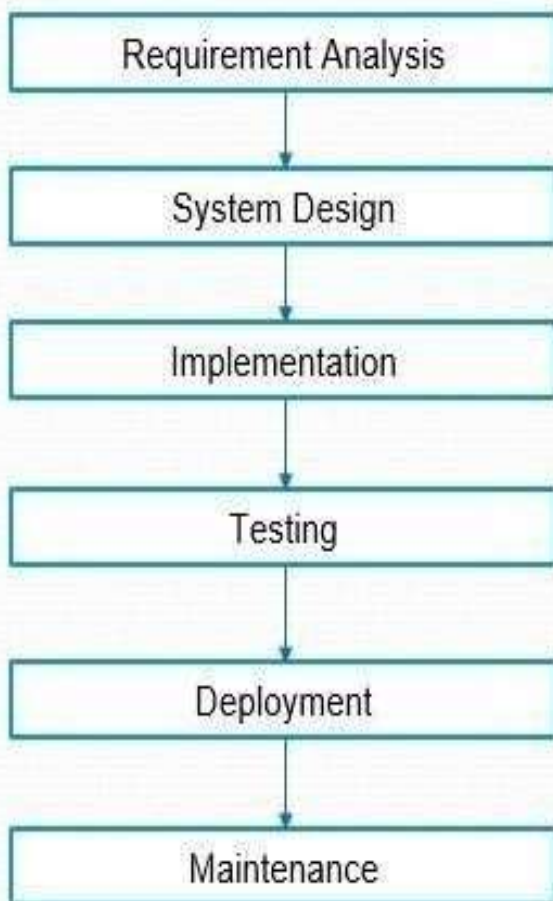 Requirement Analysis
System Design
Implementation
Testing
Deployment
Maintenance